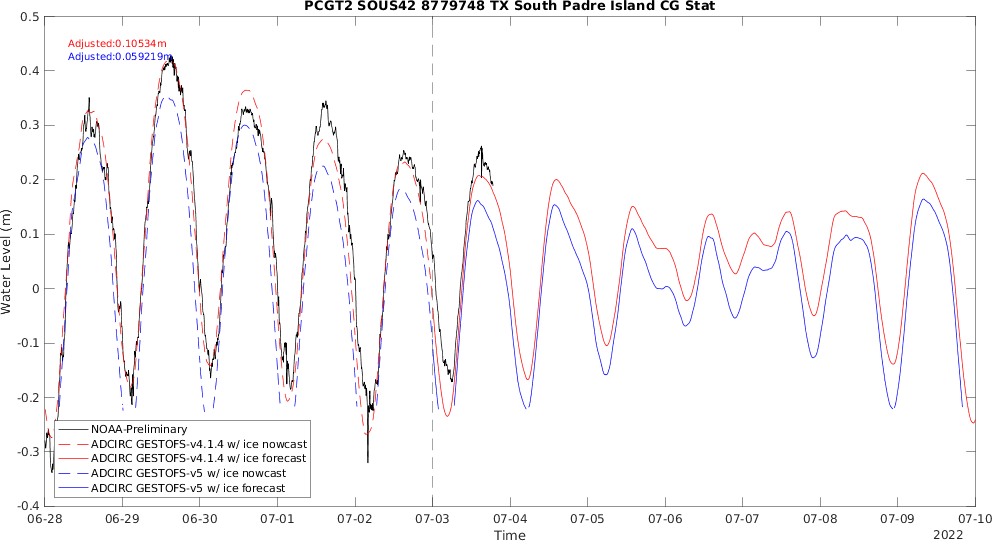 PCGT2 SOUS42 8779748 TX South Padre Island CG Stat
Adjusted:0.10534m
Adjusted:0.059219m
Water Level (m)
0.5
0.4
0.3
0.2
0.1
0
-0.1
-0.2
-0.3
-0.4
NOAA-Preliminary
ADCIRC GESTOFS-v4.1.4 w/ ice nowcast
ADCIRC GESTOFS-v4.1.4 w/ ice forecast
ADCIRC GESTOFS-v5 w/ ice nowcast
ADCIRC GESTOFS-v5 w/ ice forecast
06-28 06-29 06-30 07-01 07-02 07-03 07-04 07-05 07-06 07-07 07-08 07-09 07-10
Time
2022